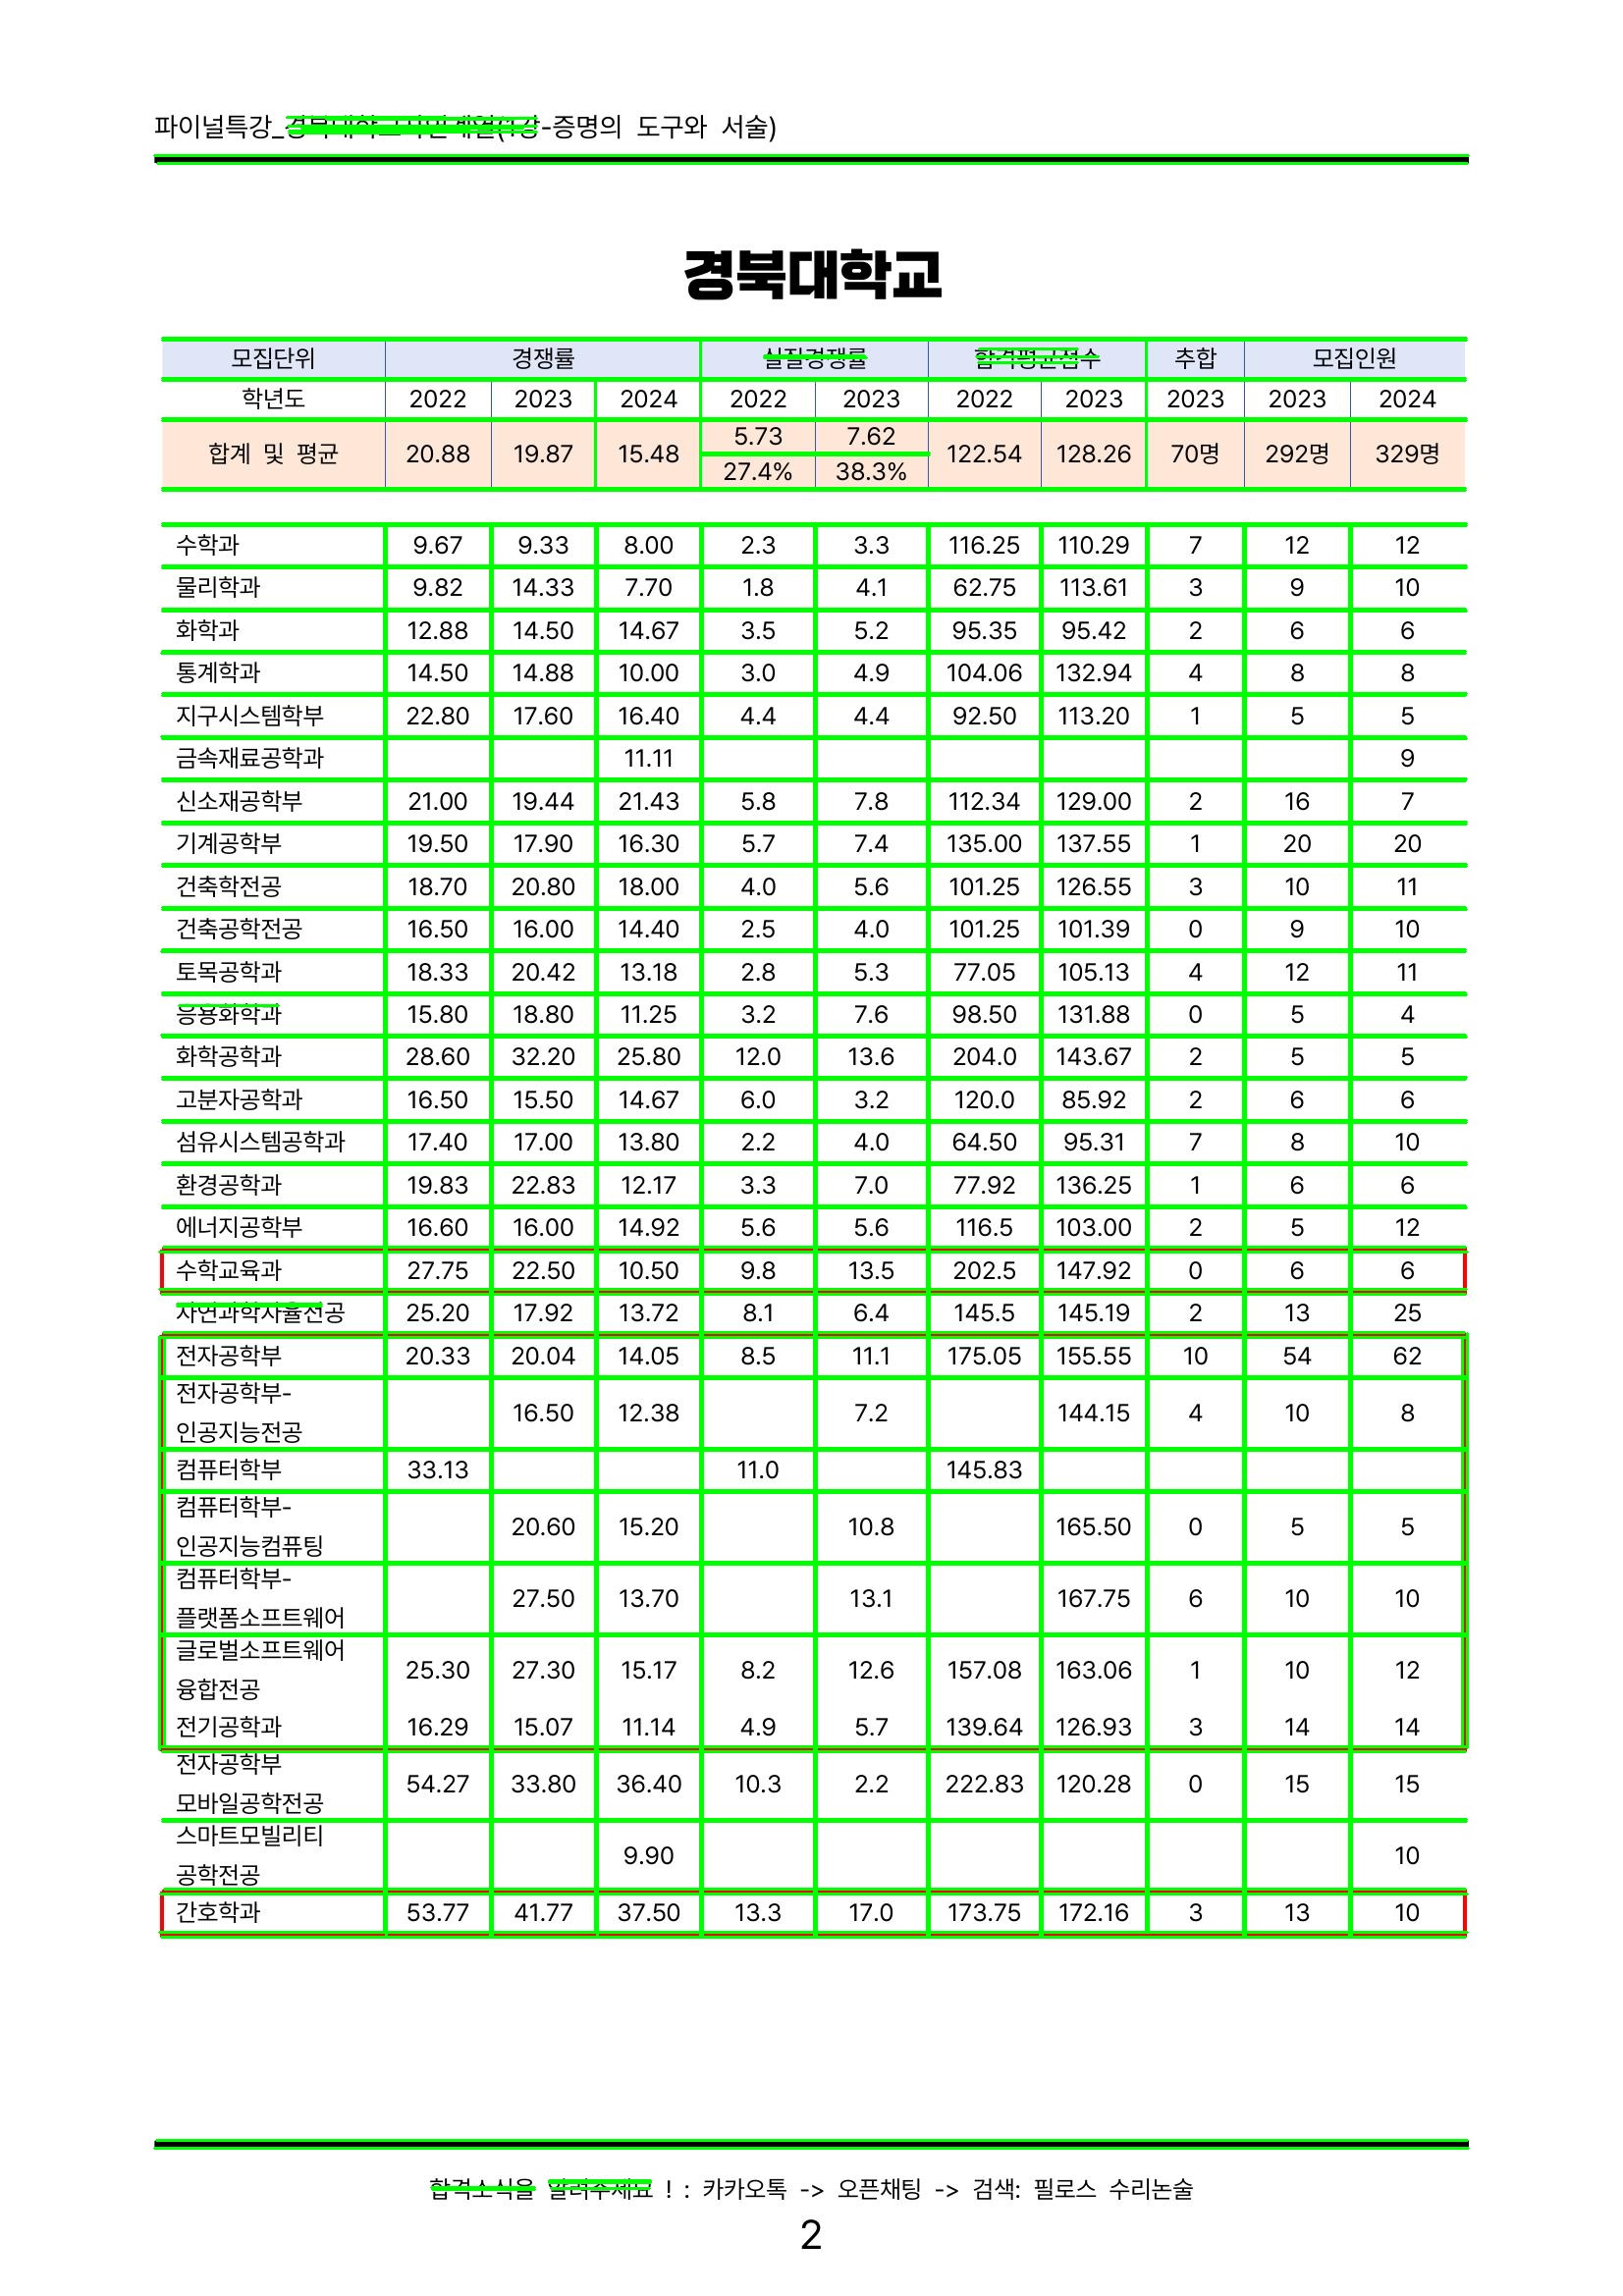 파이널특강_경북대학교자연계열(1강-증명의 도구와 서술)
경북대학교
모집단위 경쟁률 실질경쟁률 합격평균점수 추합 모집인원
학년도 2022 2023 2024 2022 2023 2022 2023 2023 2023 2024
합계 및 평균 20.88 19.87 15.48 5.73 7.62 122.54 128.26 70명 292명 329명
27.4% 38.3%
수학과 9.67 9.33 8.00 2.3 3.3 116.25 110.29 7 12 12
물리학과 9.82 14.33 7.70 1.8 4.1 62.75 113.61 3 9 10
화학과 12.88 14.50 14.67 3.5 5.2 95.35 95.42 2 6 6
통계학과 14.50 14.88 10.00 3.0 4.9 104.06 132.94 4 8 8
지구시스템학부 22.80 17.60 16.40 4.4 4.4 92.50 113.20 1 5 5
금속재료공학과 11.11 9
신소재공학부 21.00 19.44 21.43 5.8 7.8 112.34 129.00 2 16 7
기계공학부 19.50 17.90 16.30 5.7 7.4 135.00 137.55 1 20 20
건축학전공 18.70 20.80 18.00 4.0 5.6 101.25 126.55 3 10 11
건축공학전공 16.50 16.00 14.40 2.5 4.0 101.25 101.39 0 9 10
토목공학과 18.33 20.42 13.18 2.8 5.3 77.05 105.13 4 12 11
응용화학과 15.80 18.80 11.25 3.2 7.6 98.50 131.88 0 5 4
화학공학과 28.60 32.20 25.80 12.0 13.6 204.0 143.67 2 5 5
고분자공학과 16.50 15.50 14.67 6.0 3.2 120.0 85.92 2 6 6
섬유시스템공학과 17.40 17.00 13.80 2.2 4.0 64.50 95.31 7 8 10
환경공학과 19.83 22.83 12.17 3.3 7.0 77.92 136.25 1 6 6
에너지공학부 16.60 16.00 14.92 5.6 5.6 116.5 103.00 2 5 12
수학교육과 27.75 22.50 10.50 9.8 13.5 202.5 147.92 0 6 6
자연과학자율전공 25.20 17.92 13.72 8.1 6.4 145.5 145.19 2 13 25
전자공학부 20.33 20.04 14.05 8.5 11.1 175.05 155.55 10 54 62
전자공학부-
인공지능전공 16.50 12.38 7.2 144.15 4 10 8
컴퓨터학부 33.13 11.0 145.83
컴퓨터학부-
인공지능컴퓨팅 20.60 15.20 10.8 165.50 0 5 5
컴퓨터학부-
플랫폼소프트웨어 27.50 13.70 13.1 167.75 6 10 10
글로벌소프트웨어
융합전공 25.30 27.30 15.17 8.2 12.6 157.08 163.06 1 10 12
전기공학과 16.29 15.07 11.14 4.9 5.7 139.64 126.93 3 14 14
전자공학부
모바일공학전공 54.27 33.80 36.40 10.3 2.2 222.83 120.28 0 15 15
스마트모빌리티
공학전공 9.90 10
간호학과 53.77 41.77 37.50 13.3 17.0 173.75 172.16 3 13 10
합격소식을 알려주세요 ! : 카카오톡 -> 오픈채팅 -> 검색: 필로스 수리논술
2